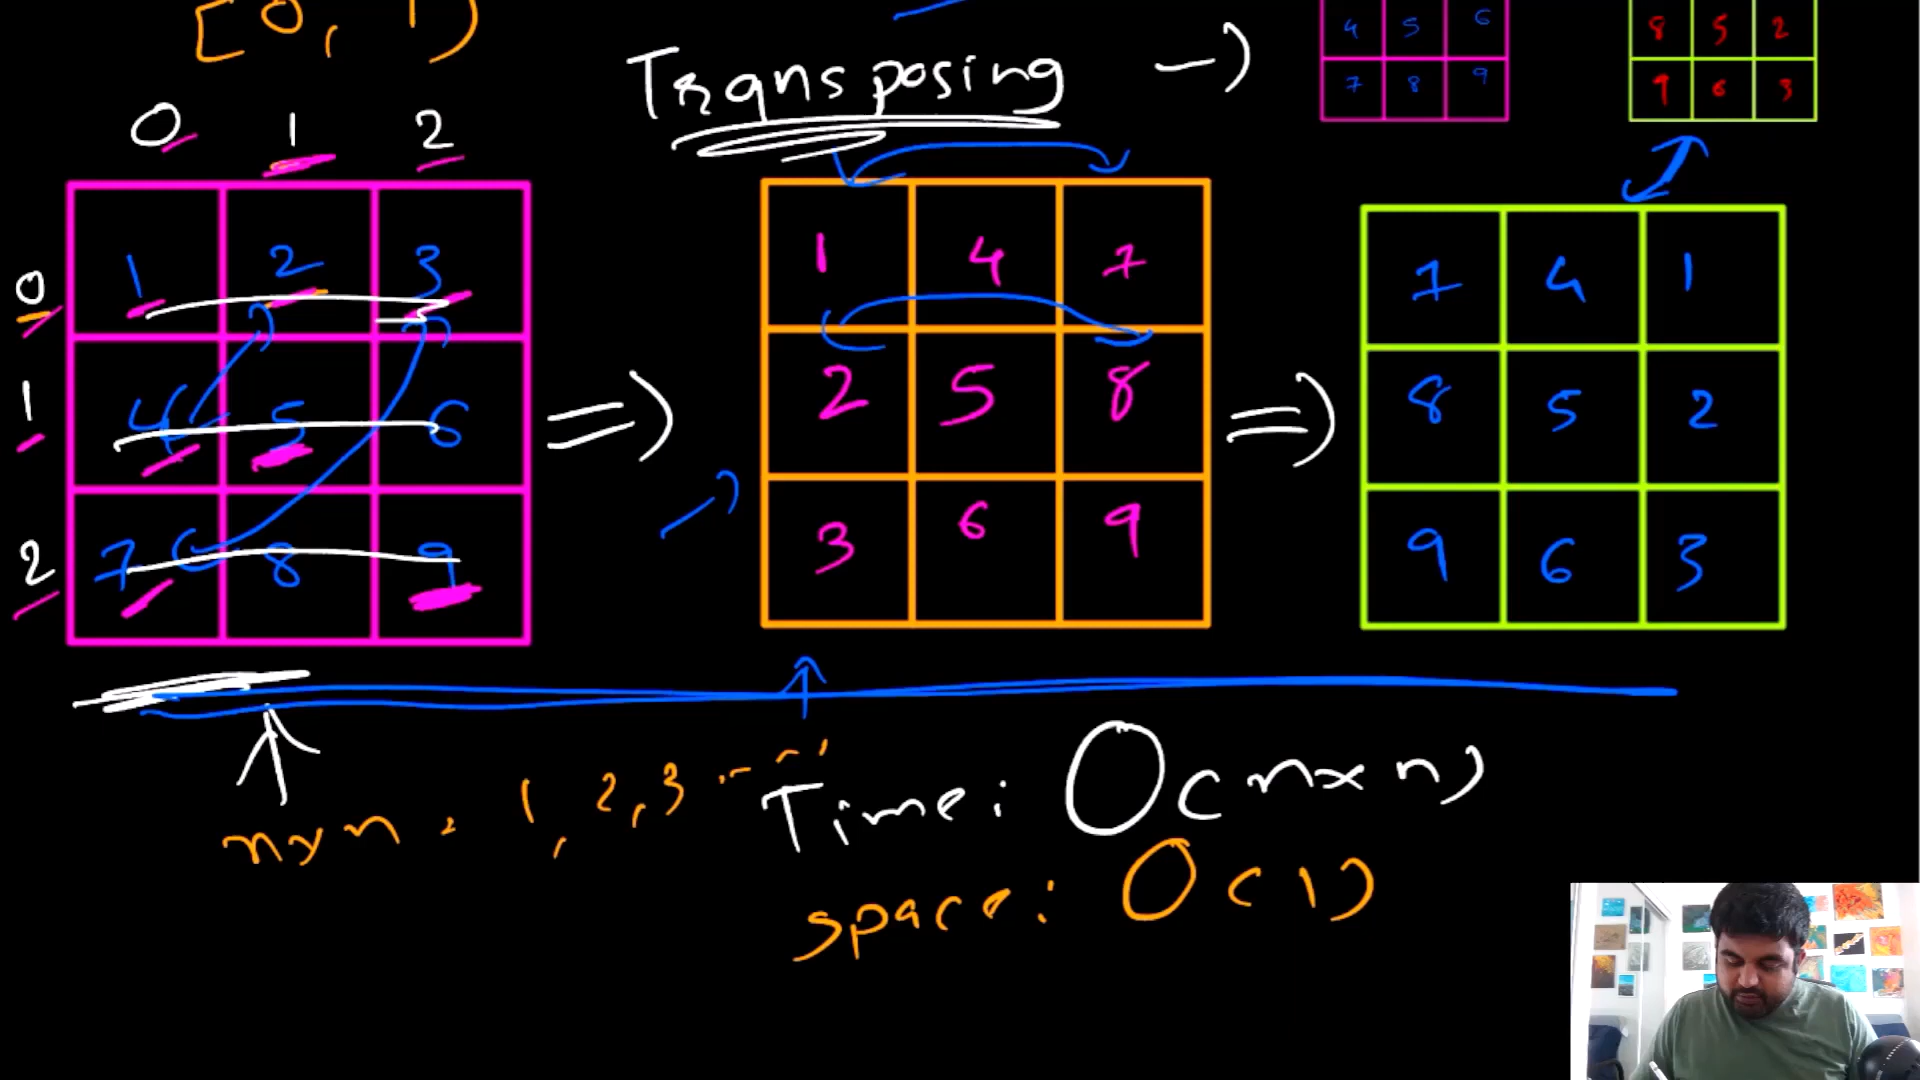 [0, 1)
Transposing →
4 5 6
7 8 9
8 5 2
9 6 3
0 1 2
0 1 2 3
1 4 5 6
2 7 8 9
⇒
1 4 7
2 5 8
3 6 9
⇒
7 4 1
8 5 2
9 6 3
nxn . 1, 2, 3 ----
Time: O(nxn)
space: O(1)